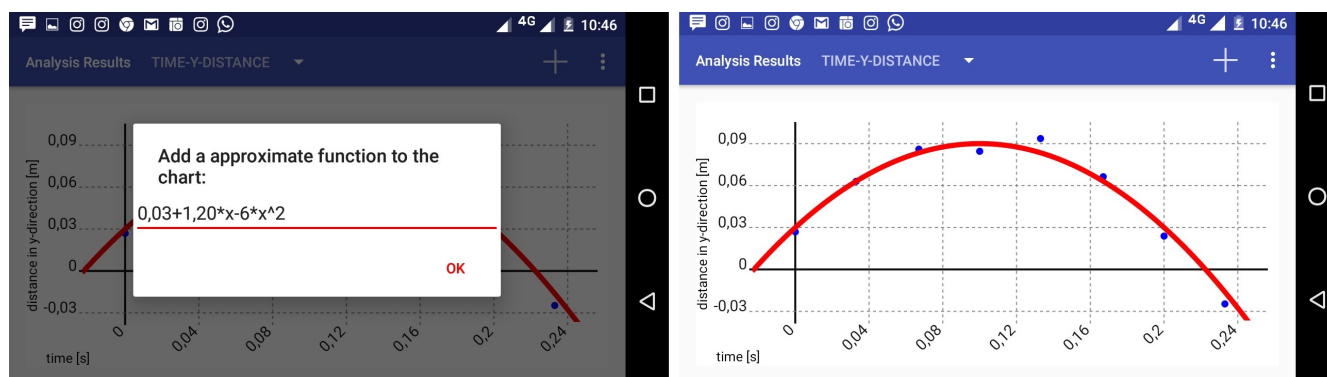 4G 10:46
Analysis Results TIME-Y-DISTANCE
0,09
0,06
0,03
0
-0,03
distance in y-direction [m]
Add a approximate function to the
chart:
0,03+1,20*x-6*x^2
OK
0 0,04 0,08 0,12 0,16 0,2 0,24
time [s]
4G 10:46
Analysis Results TIME-Y-DISTANCE
0,09
0,06
0,03
0
-0,03
distance in y-direction [m]
0 0,04 0,08 0,12 0,16 0,2 0,24
time [s]